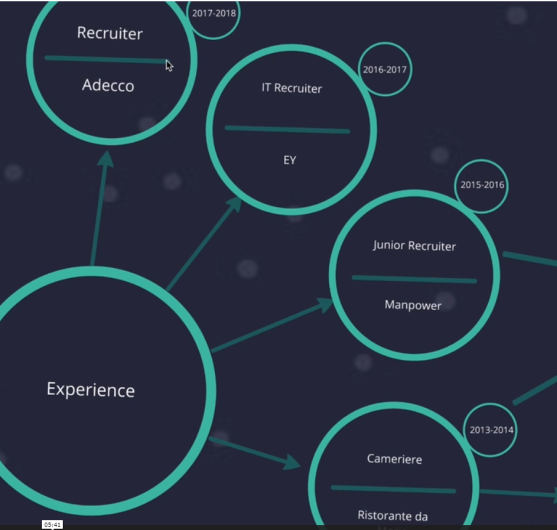 Recruiter
Adecco
2017-2018
IT Recruiter
EY
2016-2017
Junior Recruiter
Manpower
2015-2016
Experience
Cameriere
Ristorante da
2013-2014
03:41